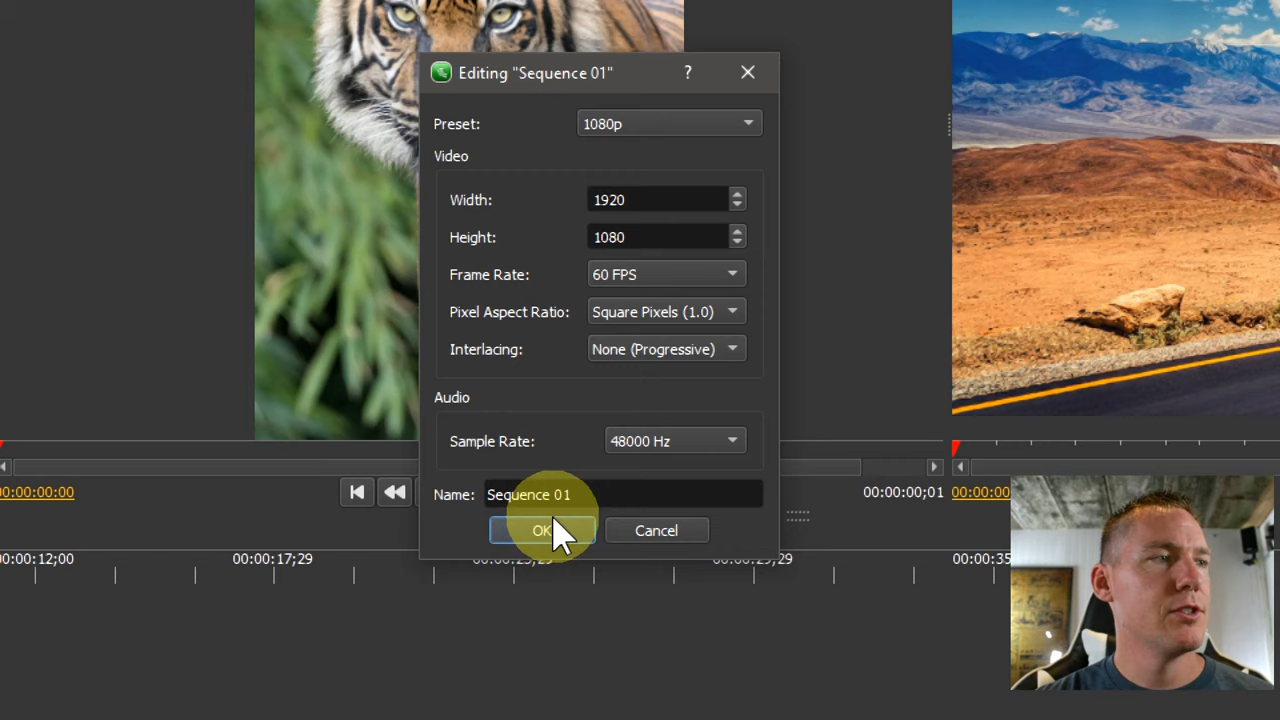 Editing "Sequence 01"
?
Preset:
1080p
Video
Width:
1920
Height:
1080
Frame Rate:
60 FPS
Pixel Aspect Ratio:
Square Pixels (1.0)
Interlacing:
None (Progressive)
Audio
Sample Rate:
48000 Hz
Name:
Sequence 01
OK
Cancel
00:00:00;00
00:00:00;01
00:00:00
00:00:12;00
00:00:17;29
00:00:29;29
00:00:35